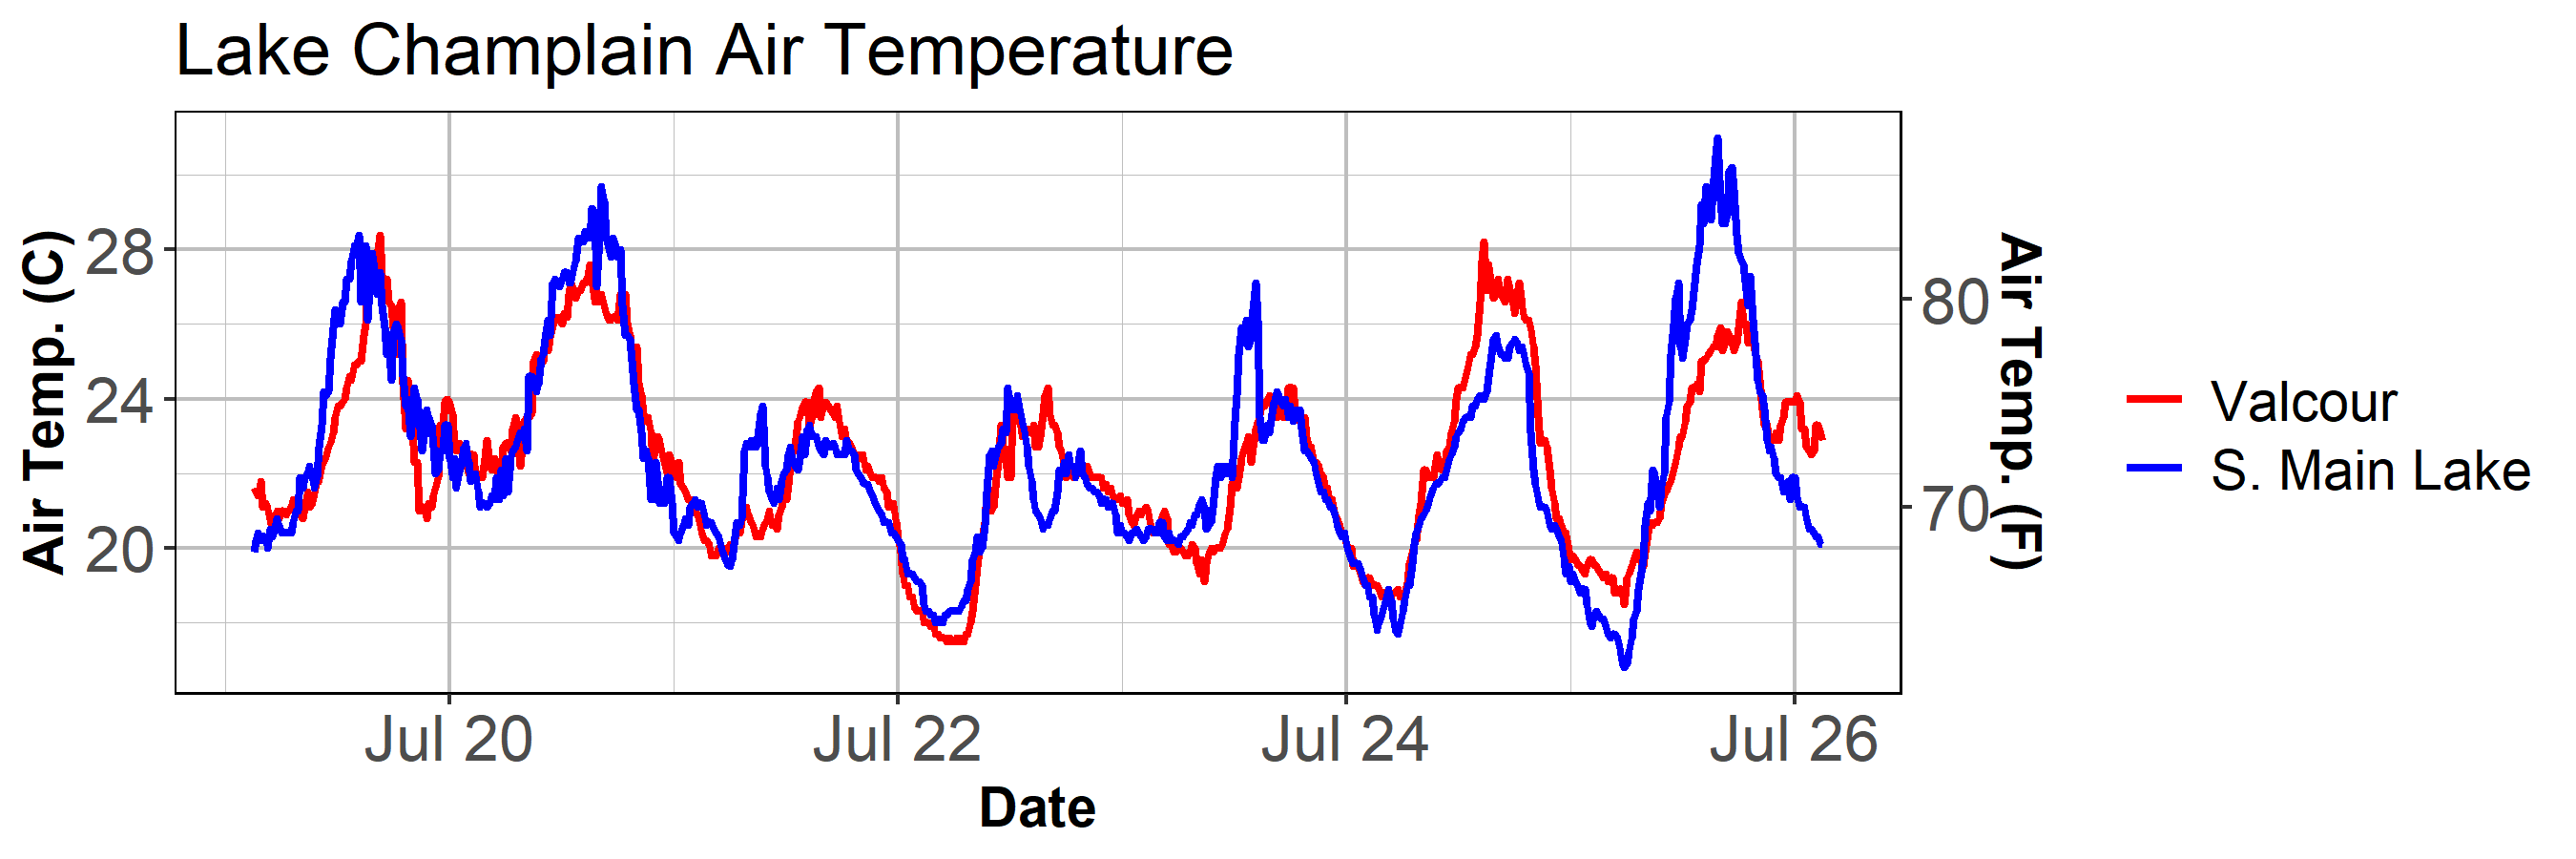 Lake Champlain Air Temperature
Air Temp. (C)
28
24
20
80
70
Air Temp. (F)
Valcour
S. Main Lake
Jul 20
Jul 22
Jul 24
Jul 26
Date